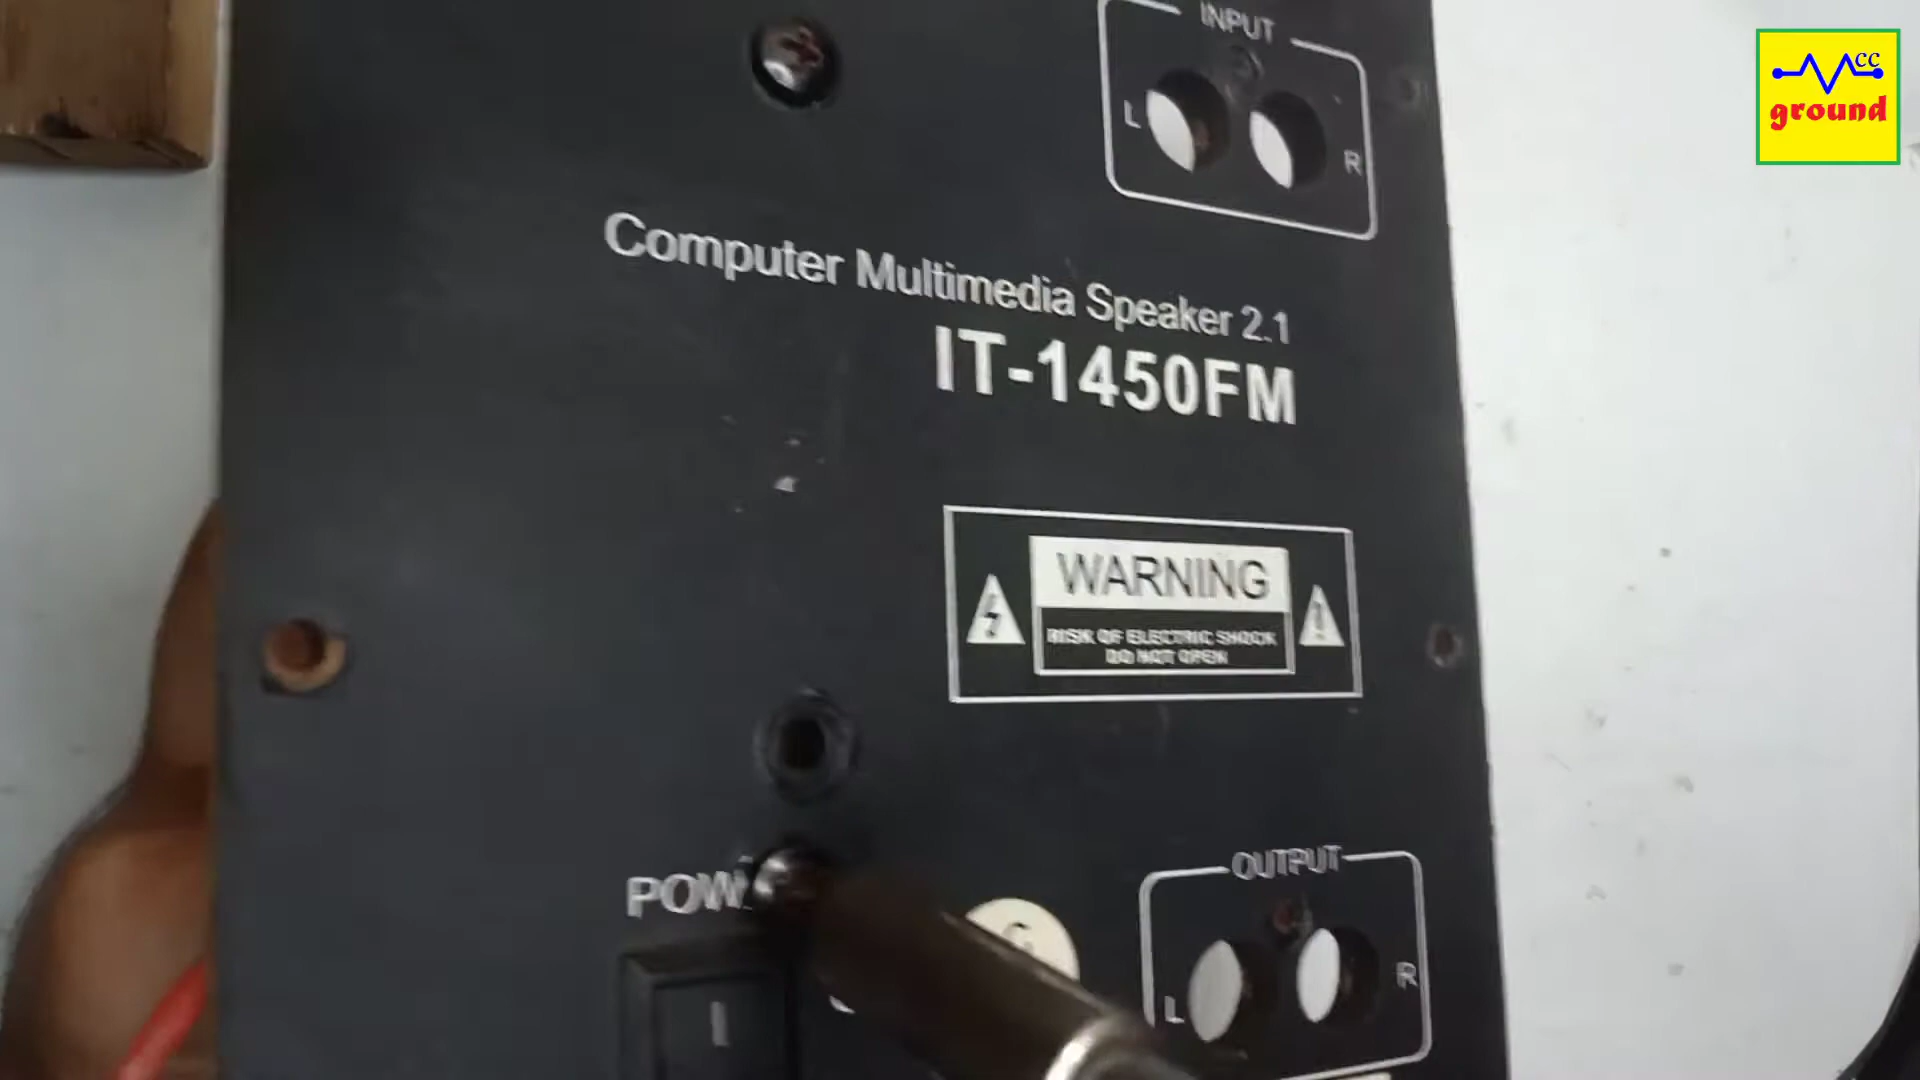 INPUT
L
R
Computer Multimedia Speaker 2.1
IT-1450FM
WARNING
RISK OF ELECTRIC SHOCK
DO NOT OPEN
POW
OUTPUT
L
R
I
cc
ground